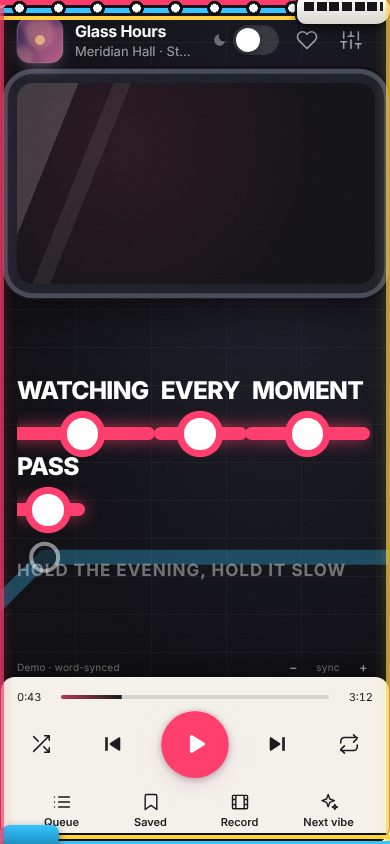 Glass Hours
Meridian Hall · St...
WATCHING EVERY MOMENT
PASS
HOLD THE EVENING, HOLD IT SLOW
Demo · word-synced
− sync +
0:43
3:12
Queue
Saved
Record
Next vibe